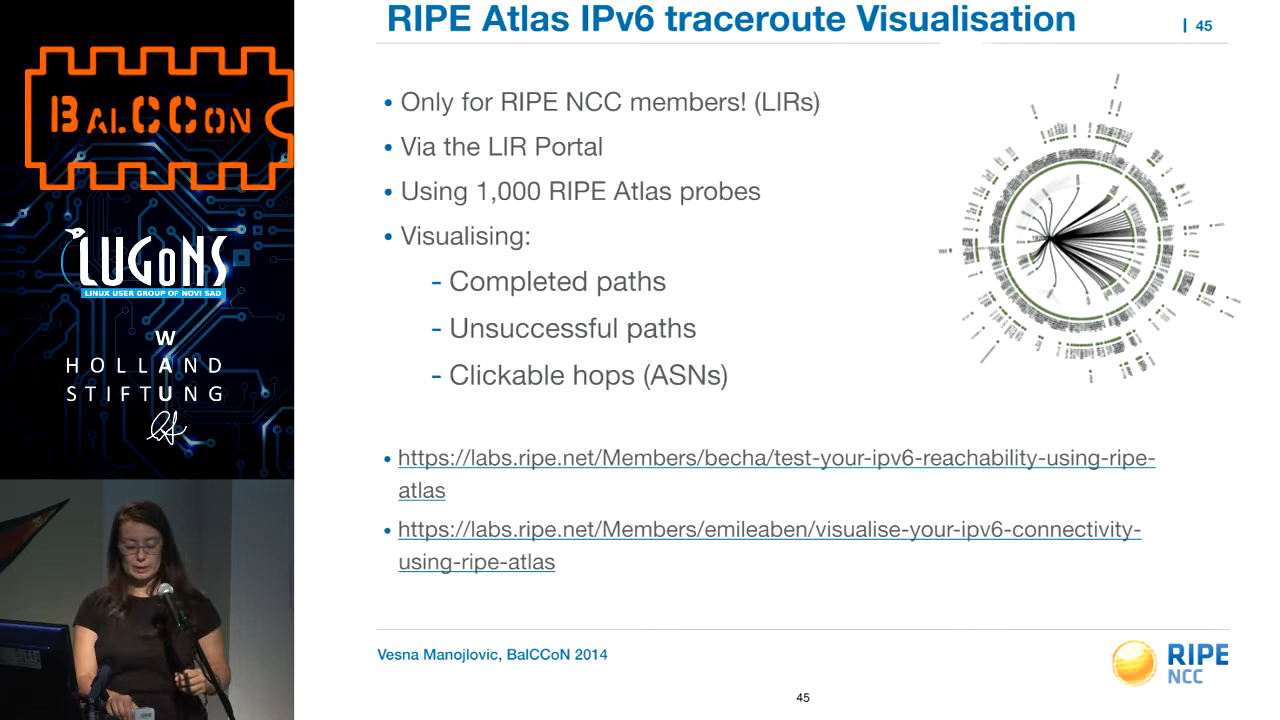 RIPE Atlas IPv6 traceroute Visualisation
| 45
BALCCON
• Only for RIPE NCC members! (LIRs)
• Via the LIR Portal
• Using 1,000 RIPE Atlas probes
• Visualising:
- Completed paths
- Unsuccessful paths
- Clickable hops (ASNs)
LUGoNS
LINUX USER GROUP OF NOVI SAD
W
HOLLAND
STIFTUNG
• https://labs.ripe.net/Members/becha/test-your-ipv6-reachability-using-ripe-
atlas
• https://labs.ripe.net/Members/emileaben/visualise-your-ipv6-connectivity-
using-ripe-atlas
Vesna Manojlovic, BalCCoN 2014
RIPE
NCC
45